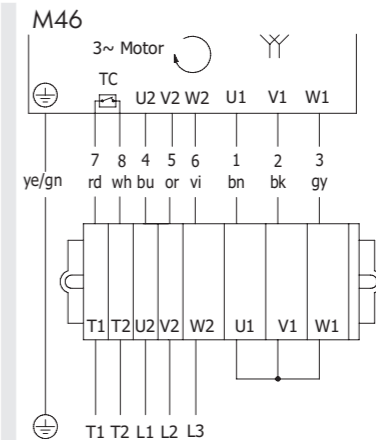 M46
3~ Motor
TC
U2 V2 W2 U1 V1 W1
7 8 4 5 6 1 2 3
ye/gn rd wh bu or vi bn bk gy
T1 T2 U2 V2 W2 U1 V1 W1
T1 T2 L1 L2 L3